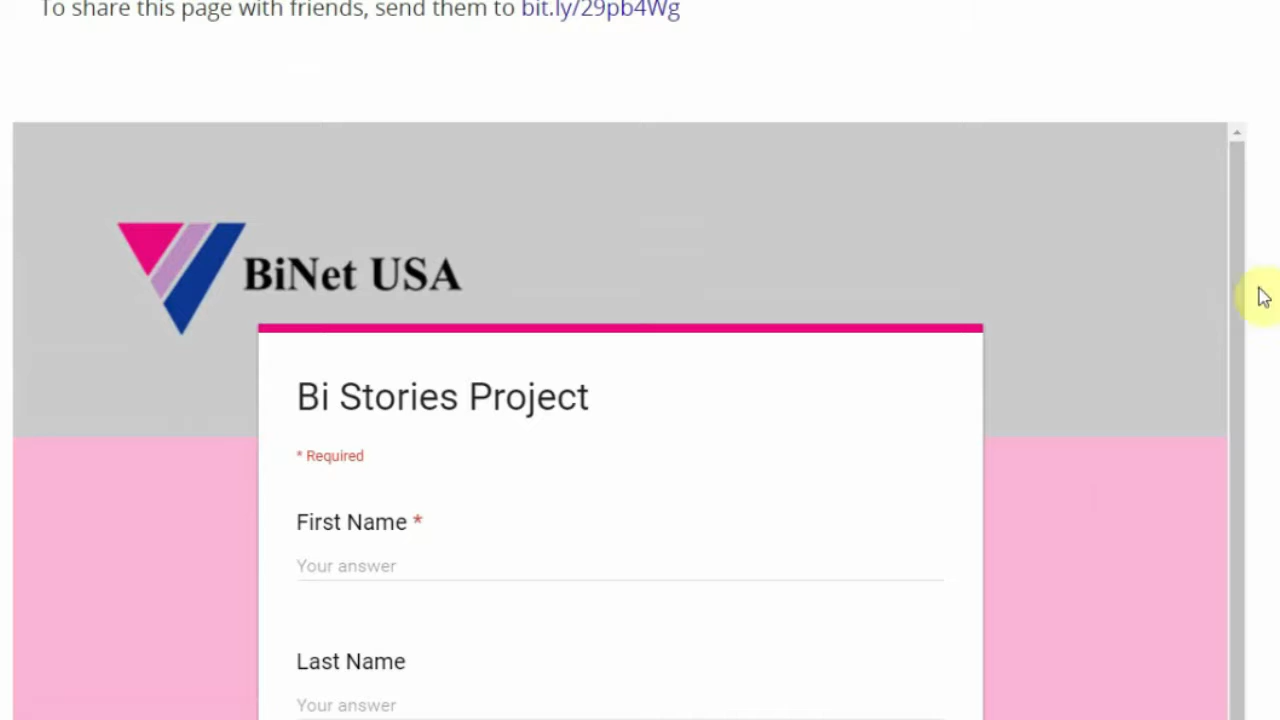 To share this page with friends, send them to bit.ly/29pb4Wg
BiNet USA
Bi Stories Project
* Required
First Name *
Your answer
Last Name
Your answer